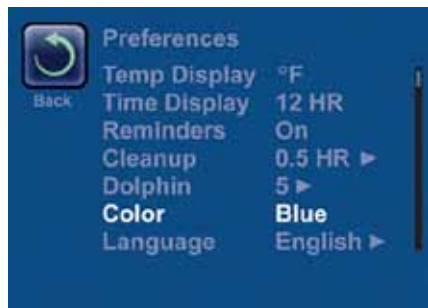 Preferences
Back
Temp Display °F
Time Display 12 HR
Reminders On
Cleanup 0.5 HR ►
Dolphin 5 ►
Color Blue
Language English ►